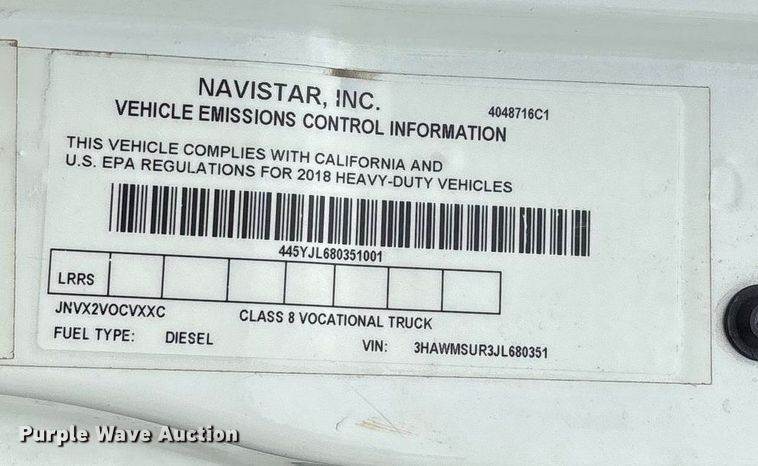 NAVISTAR, INC.
4048716C1
VEHICLE EMISSIONS CONTROL INFORMATION
THIS VEHICLE COMPLIES WITH CALIFORNIA AND
U.S. EPA REGULATIONS FOR 2018 HEAVY-DUTY VEHICLES
445YJL680351001
LRRS
JNVX2VOCVXXC
CLASS 8 VOCATIONAL TRUCK
FUEL TYPE: DIESEL
VIN: 3HAWMSUR3JL680351
Purple Wave Auction